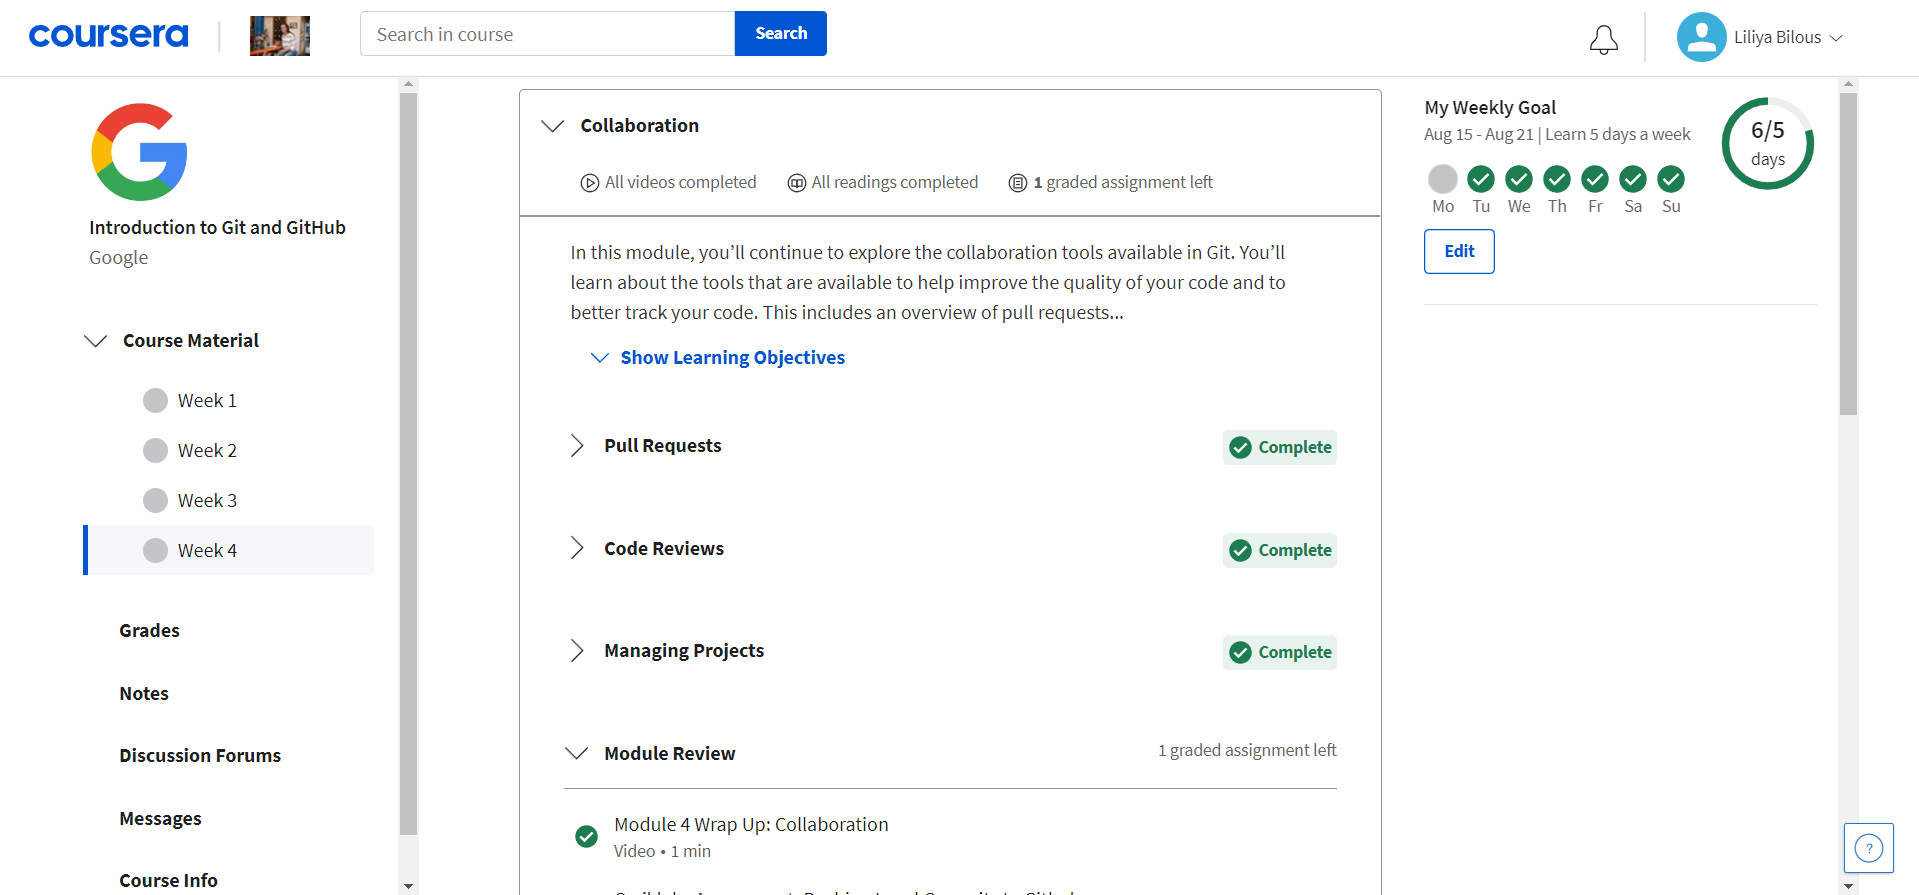 coursera
Search in course
Search
Liliya Bilous
Introduction to Git and GitHub
Google
Course Material
Week 1
Week 2
Week 3
Week 4
Grades
Notes
Discussion Forums
Messages
Course Info
Collaboration
All videos completed
All readings completed
1 graded assignment left
In this module, you’ll continue to explore the collaboration tools available in Git. You’ll
learn about the tools that are available to help improve the quality of your code and to
better track your code. This includes an overview of pull requests...
Show Learning Objectives
Pull Requests
Complete
Code Reviews
Complete
Managing Projects
Complete
Module Review
1 graded assignment left
Module 4 Wrap Up: Collaboration
Video • 1 min
My Weekly Goal
Aug 15 - Aug 21 | Learn 5 days a week
Mo Tu We Th Fr Sa Su
6/5
days
Edit
?